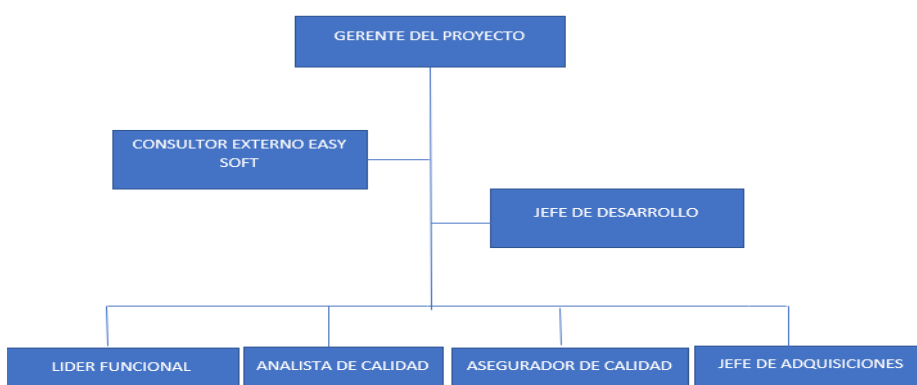 GERENTE DEL PROYECTO
CONSULTOR EXTERNO EASY
SOFT
JEFE DE DESARROLLO
LIDER FUNCIONAL
ANALISTA DE CALIDAD
ASEGURADOR DE CALIDAD
JEFE DE ADQUISICIONES